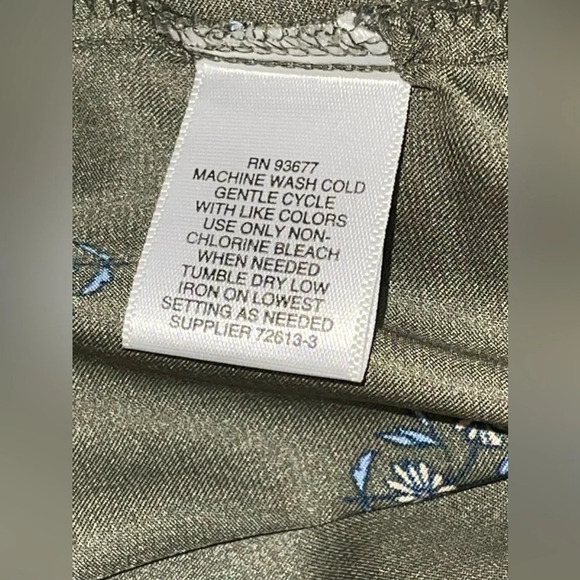 RN 93677
MACHINE WASH COLD
GENTLE CYCLE
WITH LIKE COLORS
USE ONLY NON-
CHLORINE BLEACH
WHEN NEEDED
TUMBLE DRY LOW
IRON ON LOWEST
SETTING AS NEEDED
SUPPLIER 72613-3